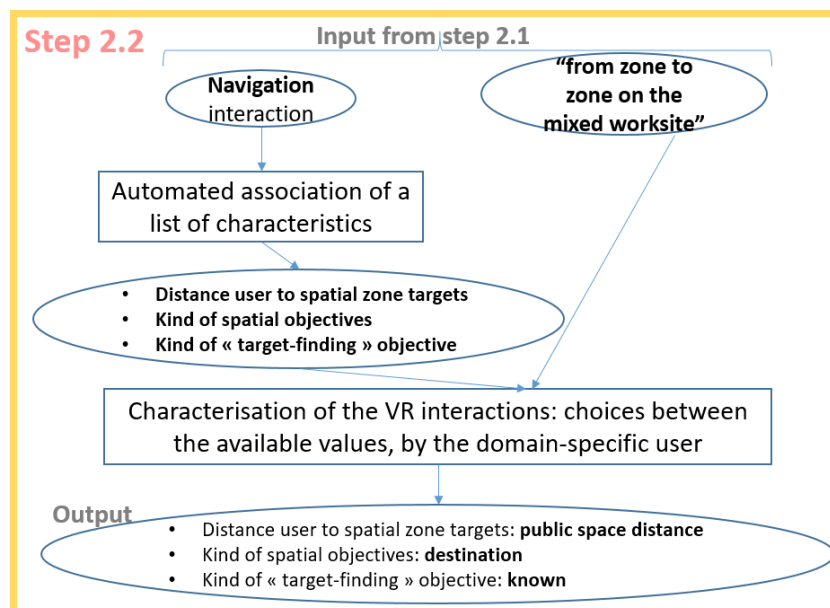 Step 2.2
Input from step 2.1
Navigation
interaction
“from zone to
zone on the
mixed worksite”
Automated association of a
list of characteristics
• Distance user to spatial zone targets
• Kind of spatial objectives
• Kind of « target-finding » objective
Characterisation of the VR interactions: choices between
the available values, by the domain-specific user
Output
• Distance user to spatial zone targets: public space distance
• Kind of spatial objectives: destination
• Kind of « target-finding » objective: known